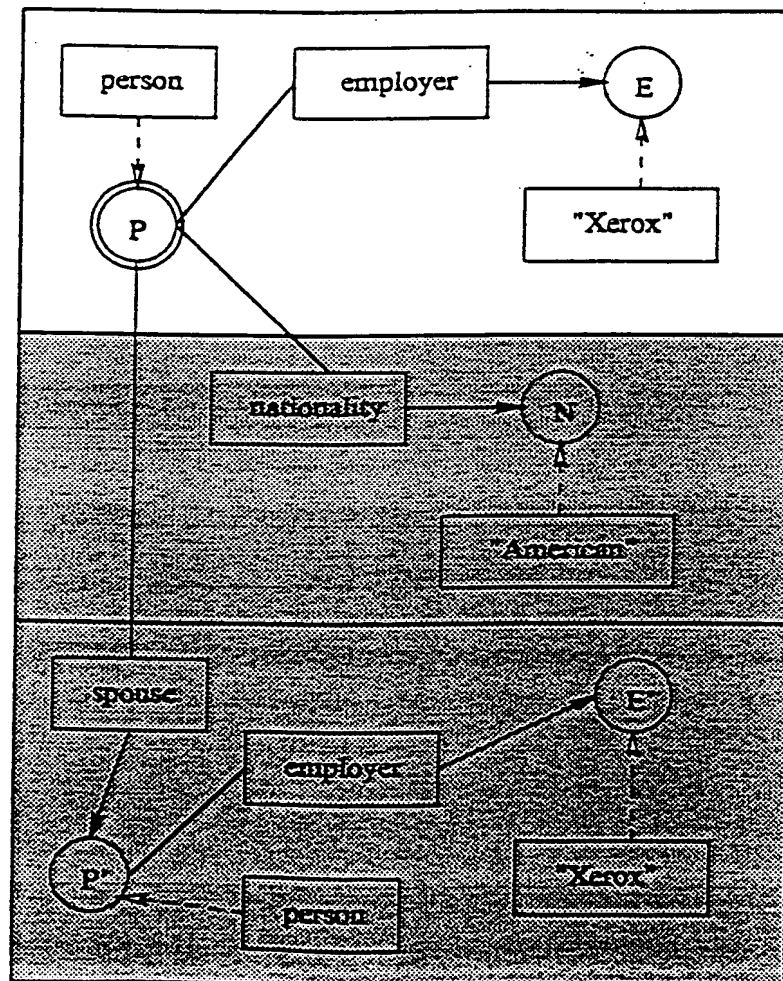 person
employer
E
P
"Xerox"
nationality
N
"American"
spouse
employer
"Xerox"
person